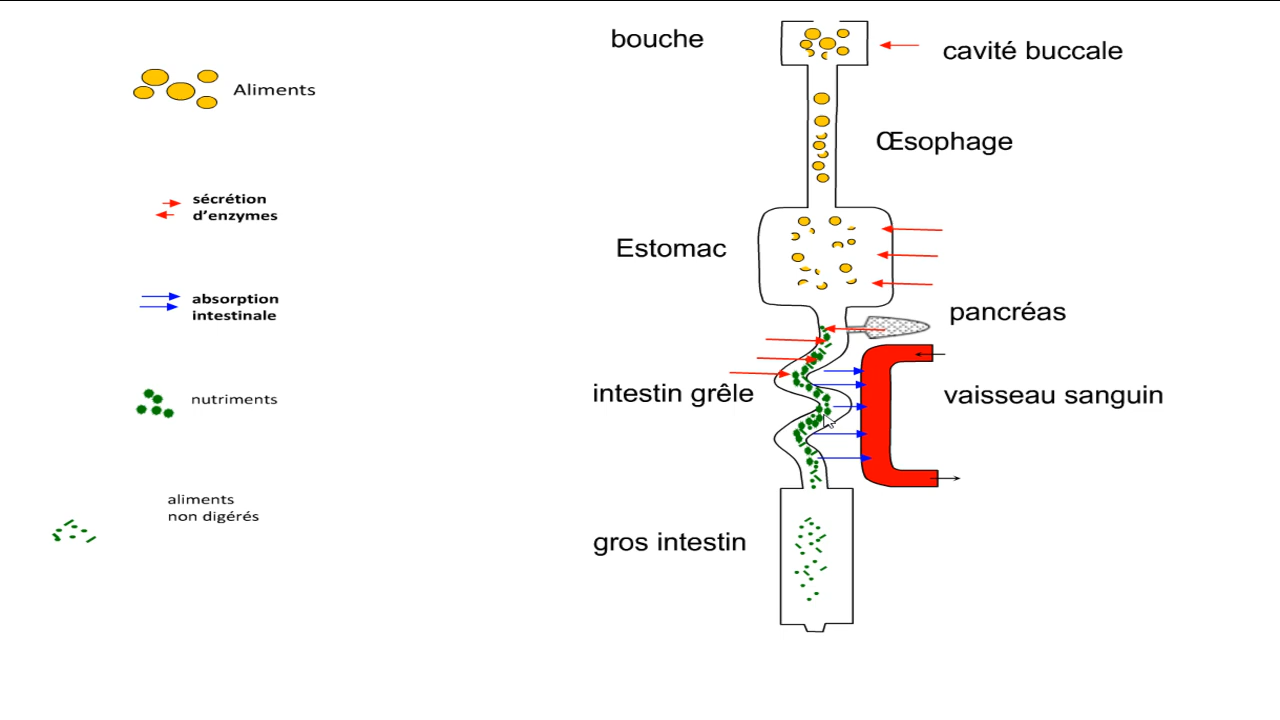 bouche
cavité buccale
Aliments
Œsophage
sécrétion
d’enzymes
Estomac
absorption
intestinale
pancréas
intestin grêle
vaisseau sanguin
nutriments
aliments
non digérés
gros intestin